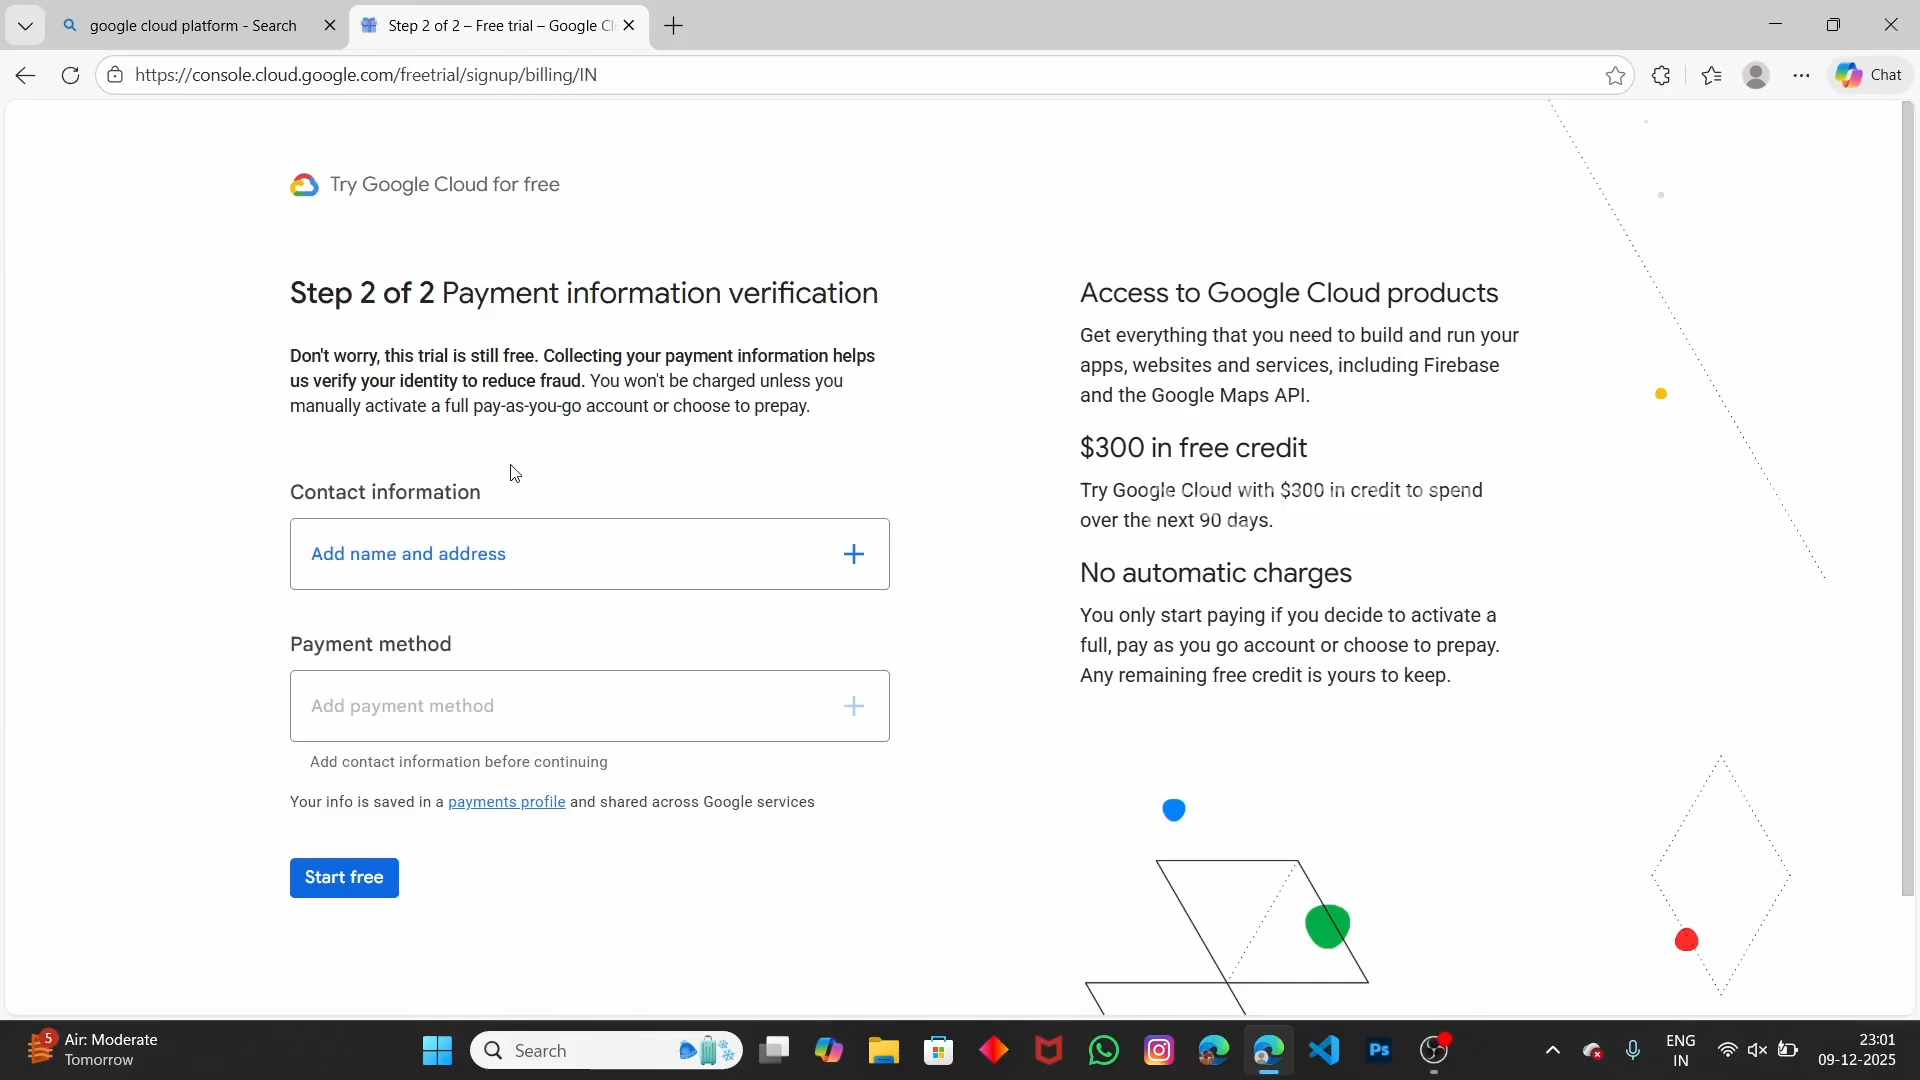 google cloud platform - Search
Step 2 of 2 – Free trial – Google Cl
https://console.cloud.google.com/freetrial/signup/billing/IN
Chat
Try Google Cloud for free
Step 2 of 2 Payment information verification
Don't worry, this trial is still free. Collecting your payment information helps
us verify your identity to reduce fraud. You won't be charged unless you
manually activate a full pay-as-you-go account or choose to prepay.
Contact information
Add name and address
Payment method
Add payment method
Add contact information before continuing
Your info is saved in a payments profile and shared across Google services
Start free
Access to Google Cloud products
Get everything that you need to build and run your
apps, websites and services, including Firebase
and the Google Maps API.
$300 in free credit
Try Google Cloud with $300 in credit to spend
over the next 90 days.
No automatic charges
You only start paying if you decide to activate a
full, pay as you go account or choose to prepay.
Any remaining free credit is yours to keep.
5
Air: Moderate
Tomorrow
Search
Ps
ENG
IN
23:01
09-12-2025